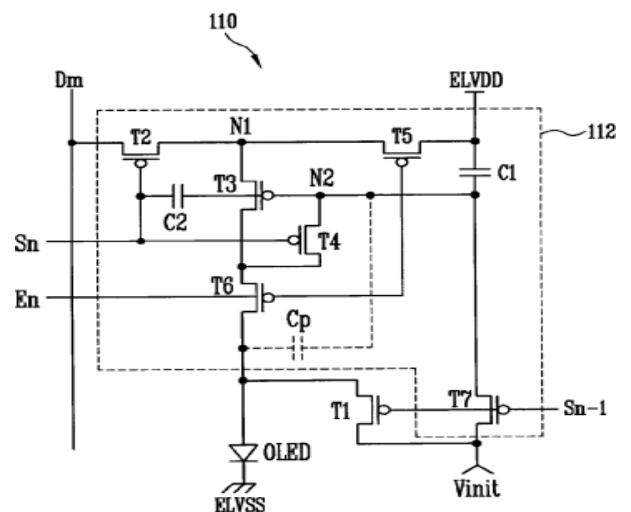 110
Dm
ELVDD
T2
N1
T5
112
C1
C2
T3
N2
Sn
T4
En
T6
Cp
T1
T7
Sn-1
OLED
ELVSS
Vinit